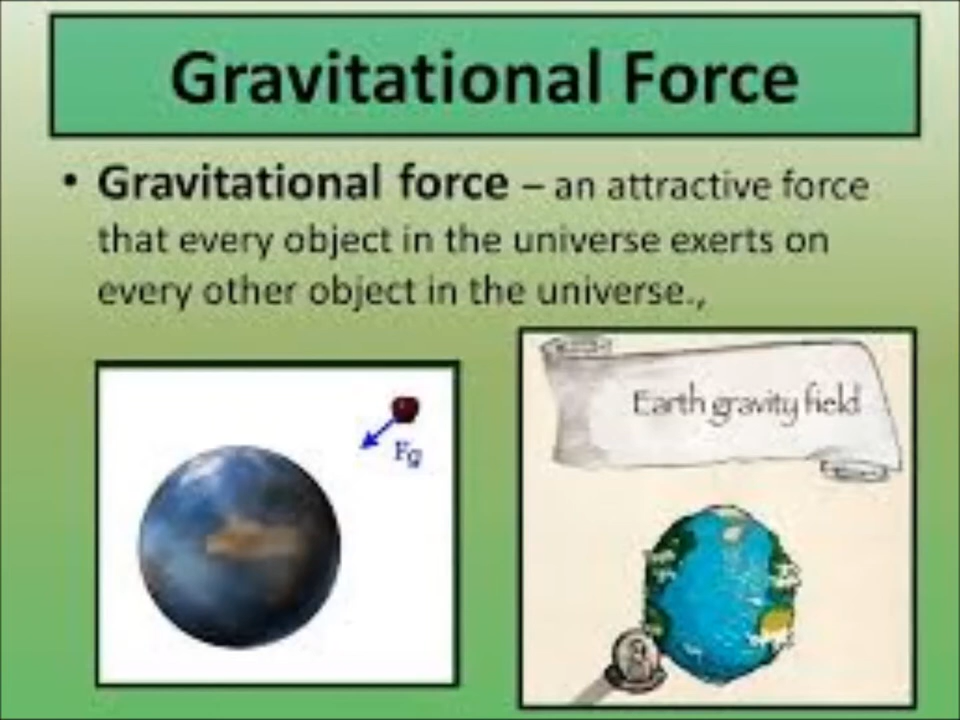 Gravitational Force
• Gravitational force – an attractive force
that every object in the universe exerts on
every other object in the universe.,
Fg
Earth gravity field